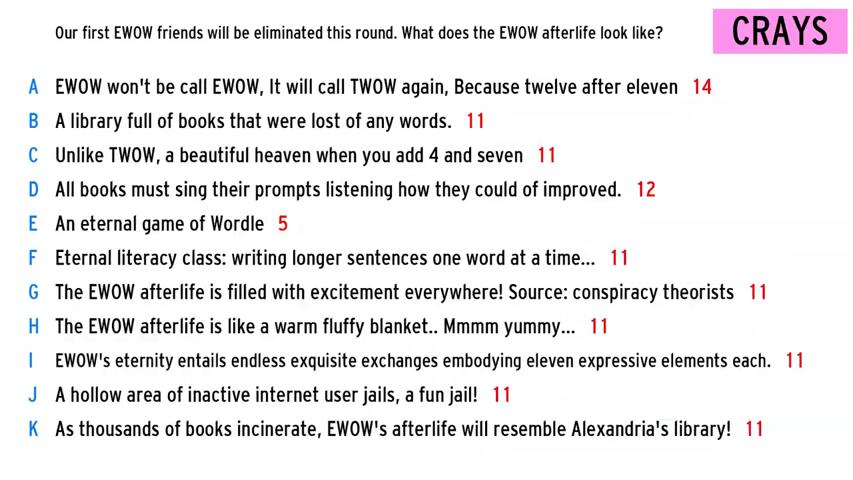 Our first EWOW friends will be eliminated this round. What does the EWOW afterlife look like?
CRAYS
A EWOW won't be call EWOW, It will call TWOW again, Because twelve after eleven 14
B A library full of books that were lost of any words. 11
C Unlike TWOW, a beautiful heaven when you add 4 and seven 11
D All books must sing their prompts listening how they could of improved. 12
E An eternal game of Wordle 5
F Eternal literacy class: writing longer sentences one word at a time... 11
G The EWOW afterlife is filled with excitement everywhere! Source: conspiracy theorists 11
H The EWOW afterlife is like a warm fluffy blanket.. Mmmm yummy... 11
I EWOW's eternity entails endless exquisite exchanges embodying eleven expressive elements each. 11
J A hollow area of inactive internet user jails, a fun jail! 11
K As thousands of books incinerate, EWOW's afterlife will resemble Alexandria's library! 11